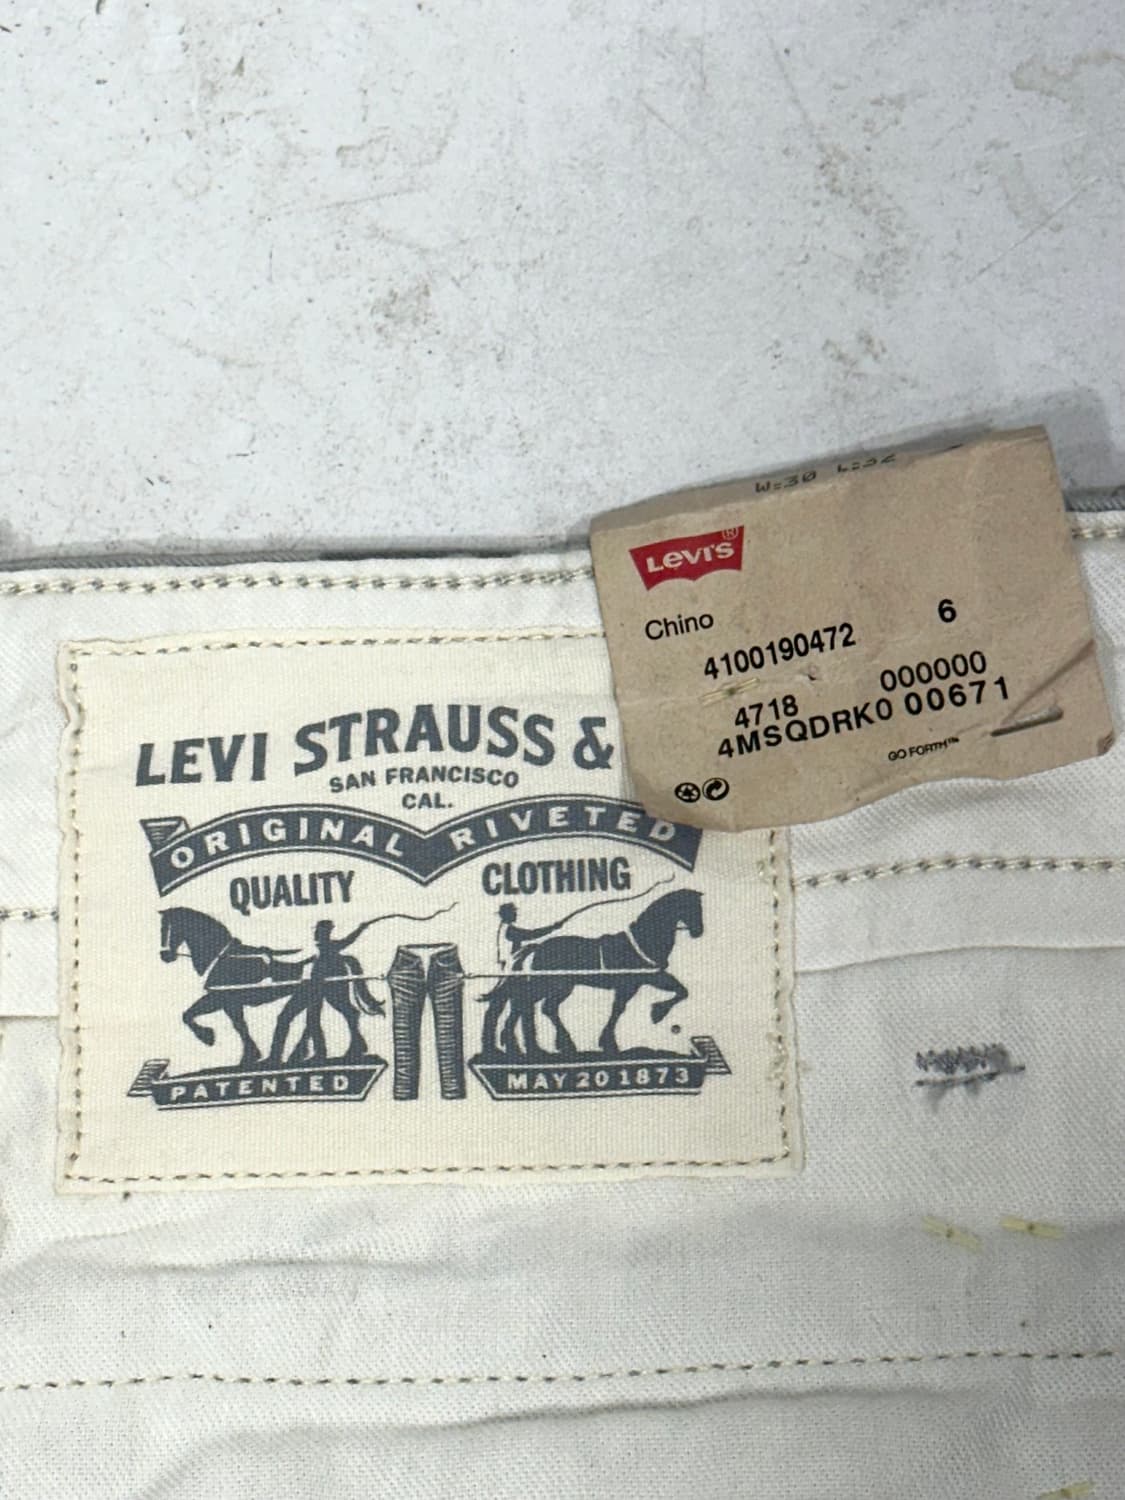 W:30 L:32
LEVI'S®
Chino
6
4100190472
4718 000000
4MSQDRK0 00671
GO FORTH™
LEVI STRAUSS &
SAN FRANCISCO
CAL.
ORIGINAL RIVETED
QUALITY CLOTHING
PATENTED MAY 20 1873